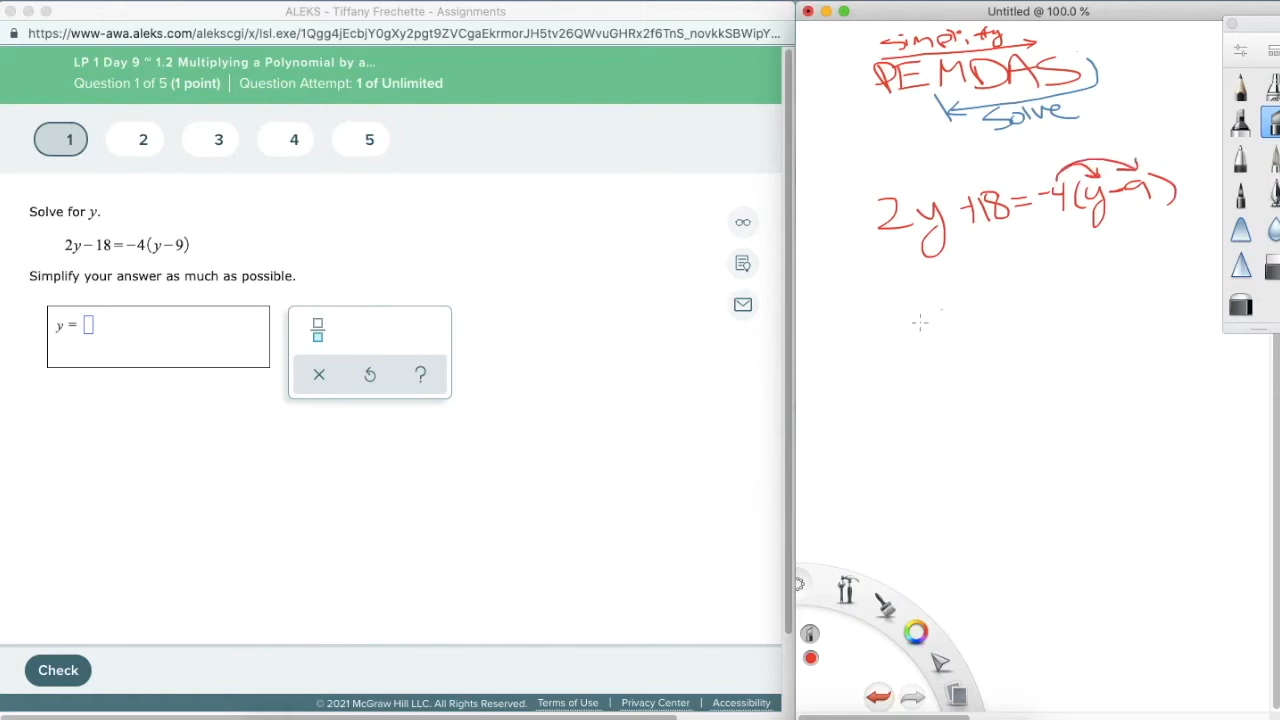 ALEKS - Tiffany Frechette - Assignments
https://www-awa.aleks.com/alekscgi/x/Isl.exe/1Qgg4jEcbjY0gXy2pgt9ZVCgaEkrmorJH5tv26QWvuGHRx2f6TnS_novkkSBWipY...
LP 1 Day 9 ~ 1.2 Multiplying a Polynomial by a...
Question 1 of 5 (1 point) | Question Attempt: 1 of Unlimited
1 2 3 4 5
Solve for y.
2y−18=−4(y−9)
Simplify your answer as much as possible.
y =
Check
© 2021 McGraw Hill LLC. All Rights Reserved. Terms of Use | Privacy Center | Accessibility
Untitled @ 100.0 %
simplify
PEMDAS
Solve
2y +18=-4(y-9)